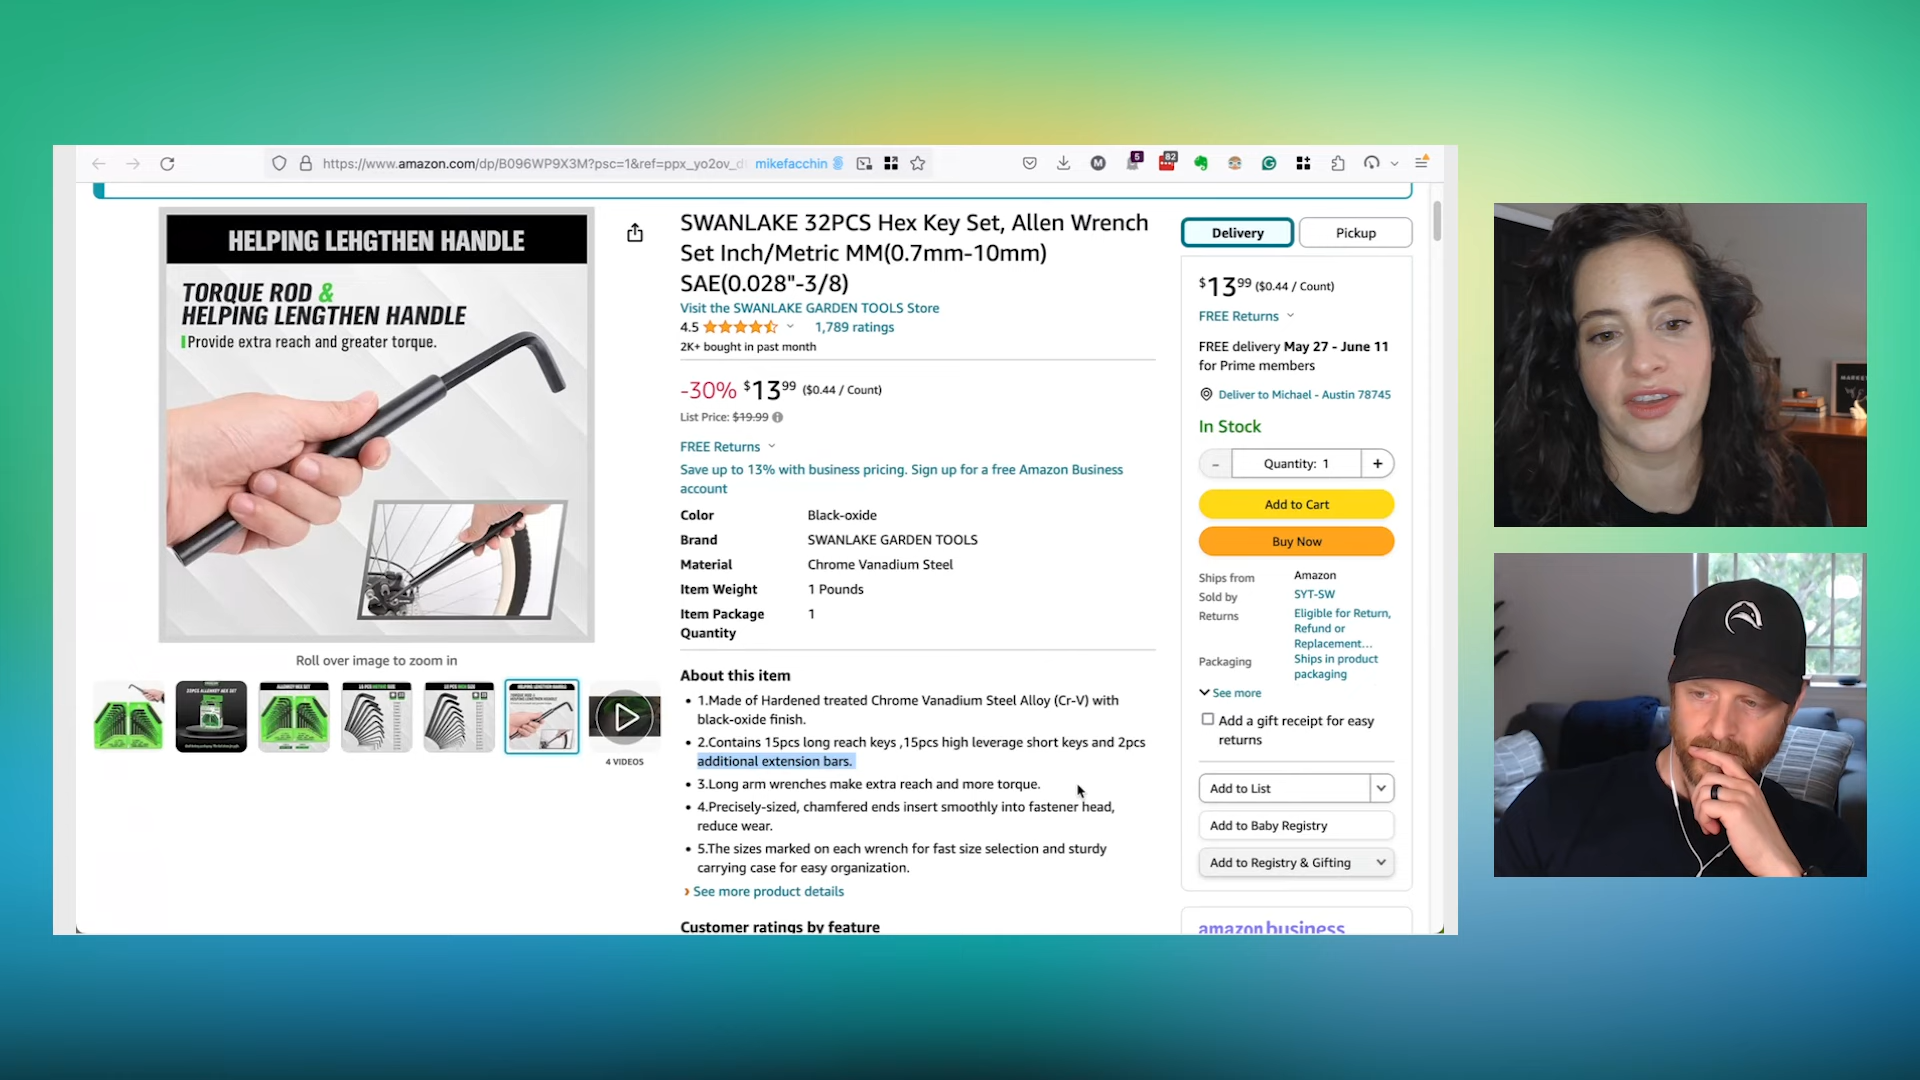 https://www.amazon.com/dp/B096WP9X3M?psc=1&ref=ppx_yo2ov_d
mikefacchin
M
5
82
HELPING LEHGTHEN HANDLE
TORQUE ROD &
HELPING LENGTHEN HANDLE
Provide extra reach and greater torque.
Roll over image to zoom in
4 VIDEOS
SWANLAKE 32PCS Hex Key Set, Allen Wrench
Set Inch/Metric MM(0.7mm-10mm)
SAE(0.028"-3/8)
Visit the SWANLAKE GARDEN TOOLS Store
4.5 1,789 ratings
2K+ bought in past month
-30% $13 99 ($0.44 / Count)
List Price: $19.99
FREE Returns
Save up to 13% with business pricing. Sign up for a free Amazon Business
account
Color Black-oxide
Brand SWANLAKE GARDEN TOOLS
Material Chrome Vanadium Steel
Item Weight 1 Pounds
Item Package 1
Quantity
About this item
1.Made of Hardened treated Chrome Vanadium Steel Alloy (Cr-V) with
black-oxide finish.
2.Contains 15pcs long reach keys ,15pcs high leverage short keys and 2pcs
additional extension bars.
3.Long arm wrenches make extra reach and more torque.
4.Precisely-sized, chamfered ends insert smoothly into fastener head,
reduce wear.
5.The sizes marked on each wrench for fast size selection and sturdy
carrying case for easy organization.
› See more product details
Customer ratings by feature
Delivery
Pickup
$13 99 ($0.44 / Count)
FREE Returns
FREE delivery May 27 - June 11
for Prime members
Deliver to Michael - Austin 78745
In Stock
- Quantity: 1 +
Add to Cart
Buy Now
Ships from Amazon
Sold by SYT-SW
Returns Eligible for Return,
Refund or
Replacement…
Packaging Ships in product
packaging
See more
Add a gift receipt for easy
returns
Add to List
Add to Baby Registry
Add to Registry & Gifting
amazon business